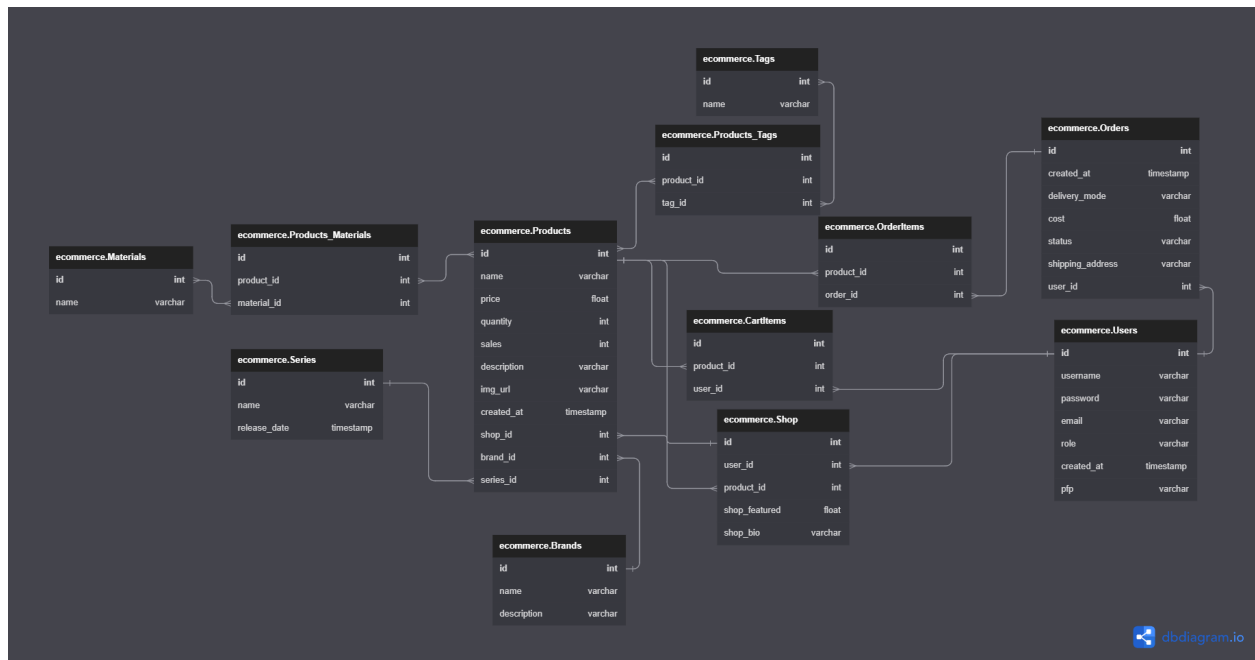 ecommerce.Tags
id int
name varchar
ecommerce.Products_Tags
id int
product_id int
tag_id int
ecommerce.Orders
id int
created_at timestamp
delivery_mode varchar
cost float
status varchar
shipping_address varchar
user_id int
ecommerce.Materials
id int
name varchar
ecommerce.Products_Materials
id int
product_id int
material_id int
ecommerce.Products
id int
name varchar
price float
quantity int
sales int
description varchar
img_url varchar
created_at timestamp
shop_id int
brand_id int
series_id int
ecommerce.OrderItems
id int
product_id int
order_id int
ecommerce.CartItems
id int
product_id int
user_id int
ecommerce.Users
id int
username varchar
password varchar
email varchar
role varchar
created_at timestamp
pfp varchar
ecommerce.Series
id int
name varchar
release_date timestamp
ecommerce.Shop
id int
user_id int
product_id int
shop_featured float
shop_bio varchar
ecommerce.Brands
id int
name varchar
description varchar
dbdiagram.io